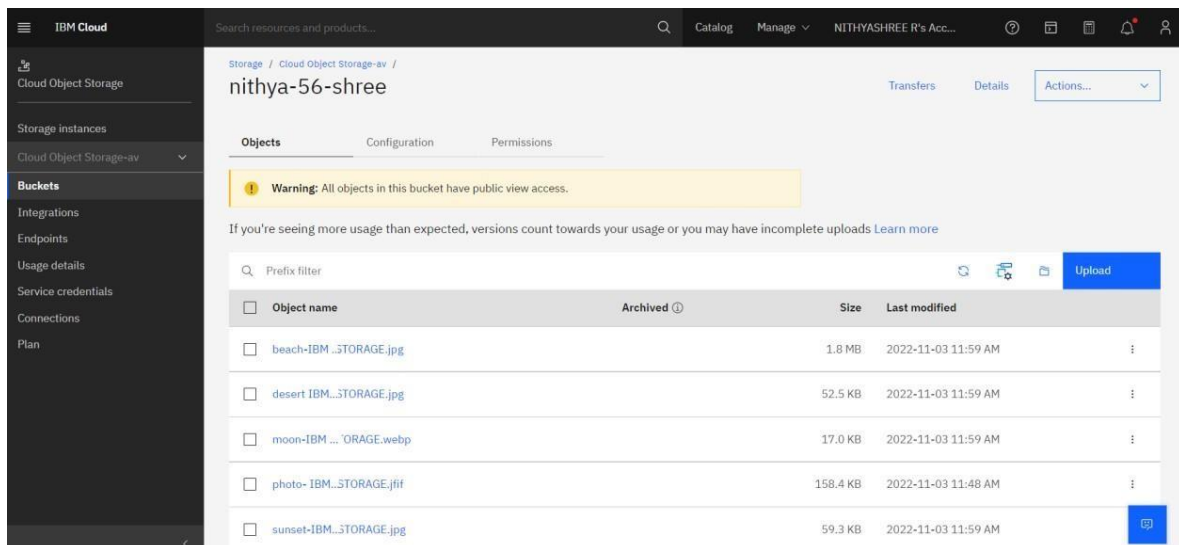 IBM Cloud
Search resources and products...
Catalog
Manage
NITHYASHREE R's Acc...
Cloud Object Storage
Storage instances
Cloud Object Storage-av
Buckets
Integrations
Endpoints
Usage details
Service credentials
Connections
Plan
Storage / Cloud Object Storage-av /
nithya-56-shree
Transfers
Details
Actions...
Objects
Configuration
Permissions
Warning: All objects in this bucket have public view access.
If you're seeing more usage than expected, versions count towards your usage or you may have incomplete uploads Learn more
Prefix filter
Upload
Object name Archived Size Last modified
beach-IBM ..STORAGE.jpg 1.8 MB 2022-11-03 11:59 AM
desert IBM...STORAGE.jpg 52.5 KB 2022-11-03 11:59 AM
moon-IBM ... ORAGE.webp 17.0 KB 2022-11-03 11:59 AM
photo- IBM..STORAGE.jfif 158.4 KB 2022-11-03 11:48 AM
sunset-IBM..STORAGE.jpg 59.3 KB 2022-11-03 11:59 AM